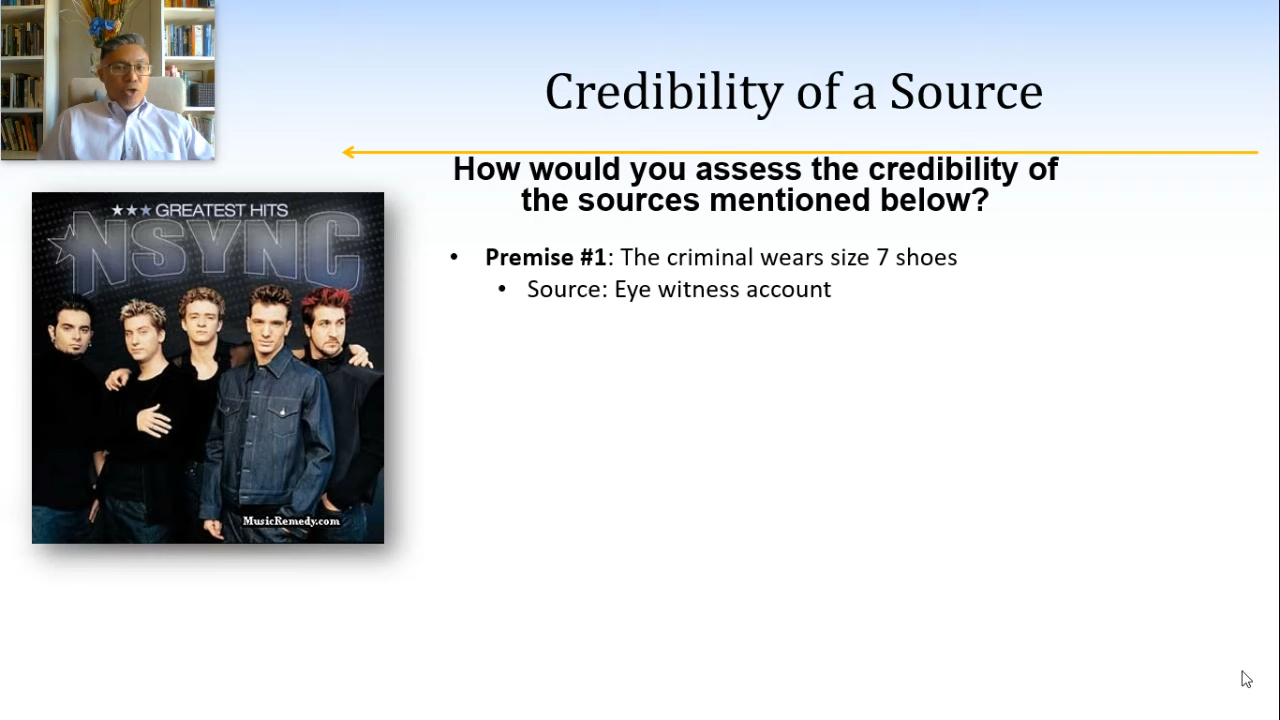 Credibility of a Source
How would you assess the credibility of
the sources mentioned below?
★★★ GREATEST HITS
NSYNC
MusicRemedy.com
• Premise #1: The criminal wears size 7 shoes
• Source: Eye witness account